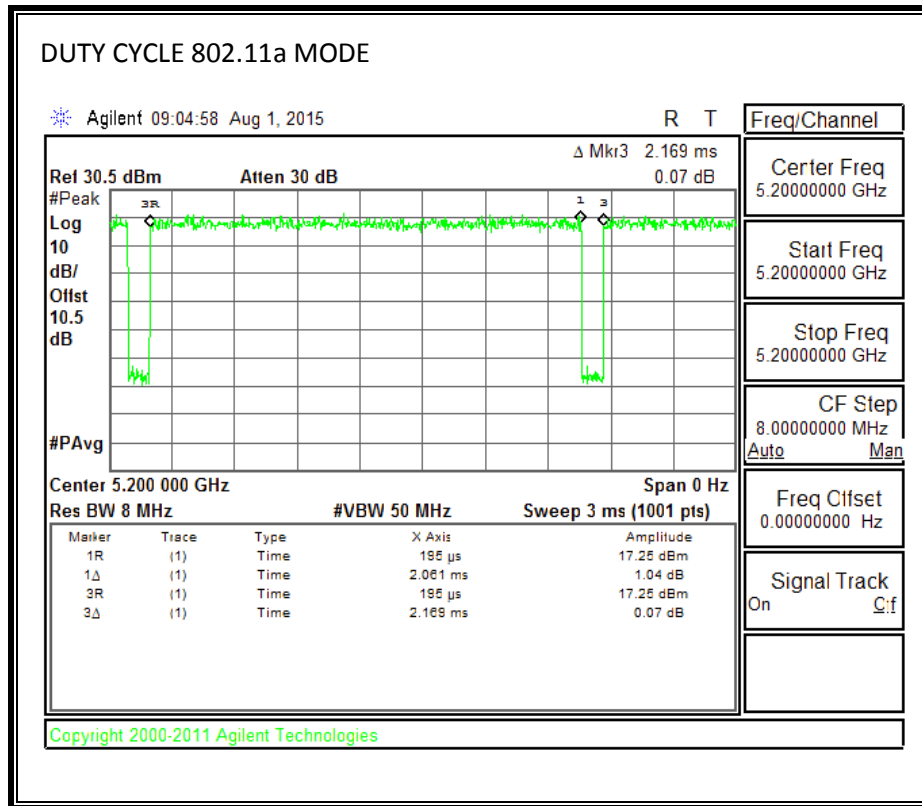 DUTY CYCLE 802.11a MODE
Agilent 09:04:58 Aug 1, 2015 R T
Δ Mkr3 2.169 ms
Ref 30.5 dBm Atten 30 dB 0.07 dB
#Peak
Log
10
dB/
Offst
10.5
dB
#PAvg
3R
1 3
Center 5.200 000 GHz Span 0 Hz
Res BW 8 MHz #VBW 50 MHz Sweep 3 ms (1001 pts)
Marker Trace Type X Axis Amplitude
1R (1) Time 195 µs 17.25 dBm
1Δ (1) Time 2.061 ms 1.04 dB
3R (1) Time 195 µs 17.25 dBm
3Δ (1) Time 2.169 ms 0.07 dB
Freq/Channel
Center Freq
5.20000000 GHz
Start Freq
5.20000000 GHz
Stop Freq
5.20000000 GHz
CF Step
8.00000000 MHz
Auto Man
Freq Offset
0.00000000 Hz
Signal Track
On Off
Copyright 2000-2011 Agilent Technologies